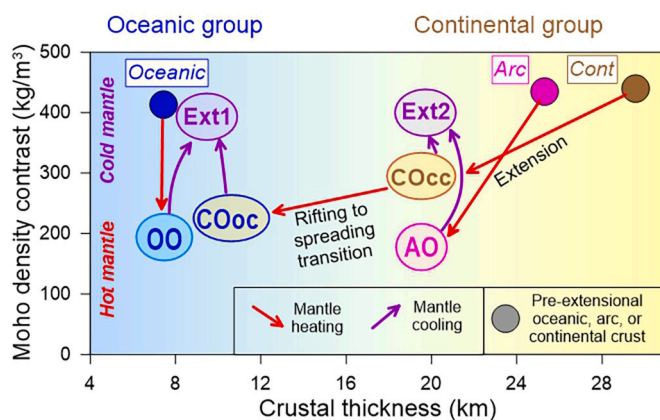 Oceanic group
Continental group
Moho density contrast (kg/m³)
500
400
300
200
100
0
Cold mantle
Hot mantle
Oceanic
Arc
Cont
Ext1
Ext2
COcc
COoc
OO
AO
Extension
Rifting to
spreading
transition
Mantle
heating
Mantle
cooling
Pre-extensional
oceanic, arc, or
continental crust
4
8
12
16
20
24
28
Crustal thickness (km)